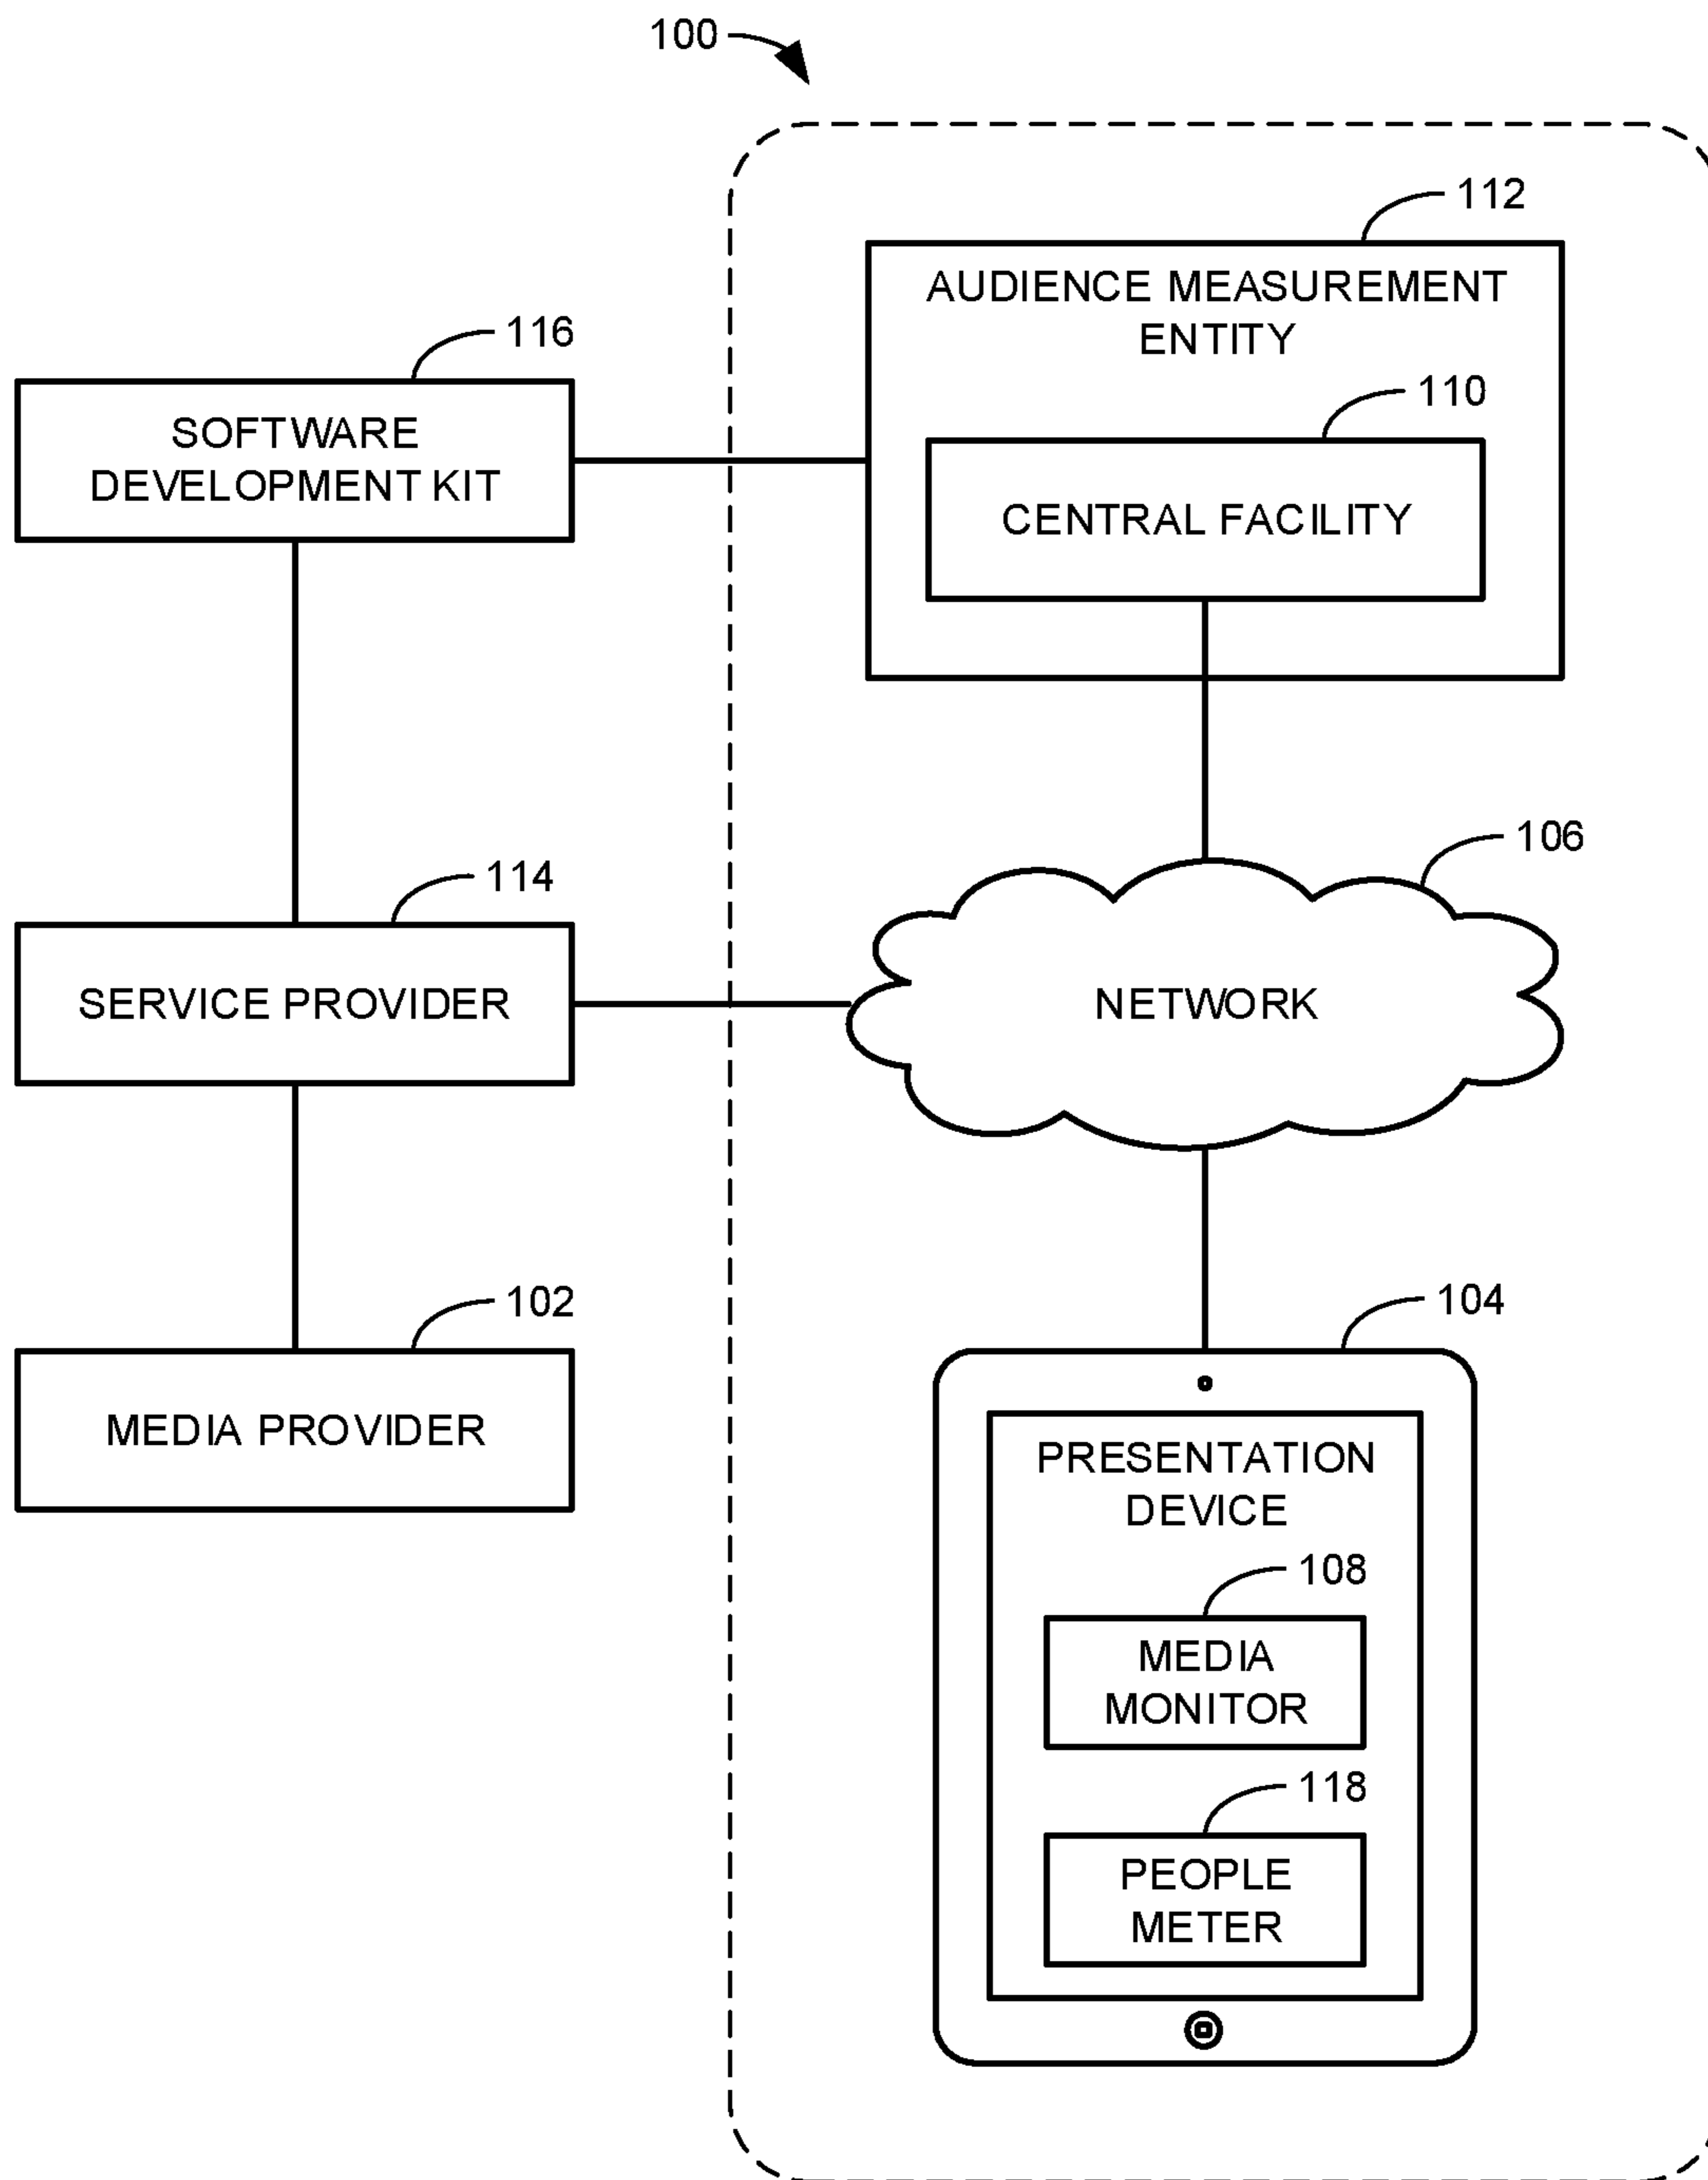 100
112
AUDIENCE MEASUREMENT
ENTITY
116
SOFTWARE
DEVELOPMENT KIT
110
CENTRAL FACILITY
106
114
SERVICE PROVIDER
NETWORK
102
MEDIA PROVIDER
104
PRESENTATION
DEVICE
108
MEDIA
MONITOR
118
PEOPLE
METER